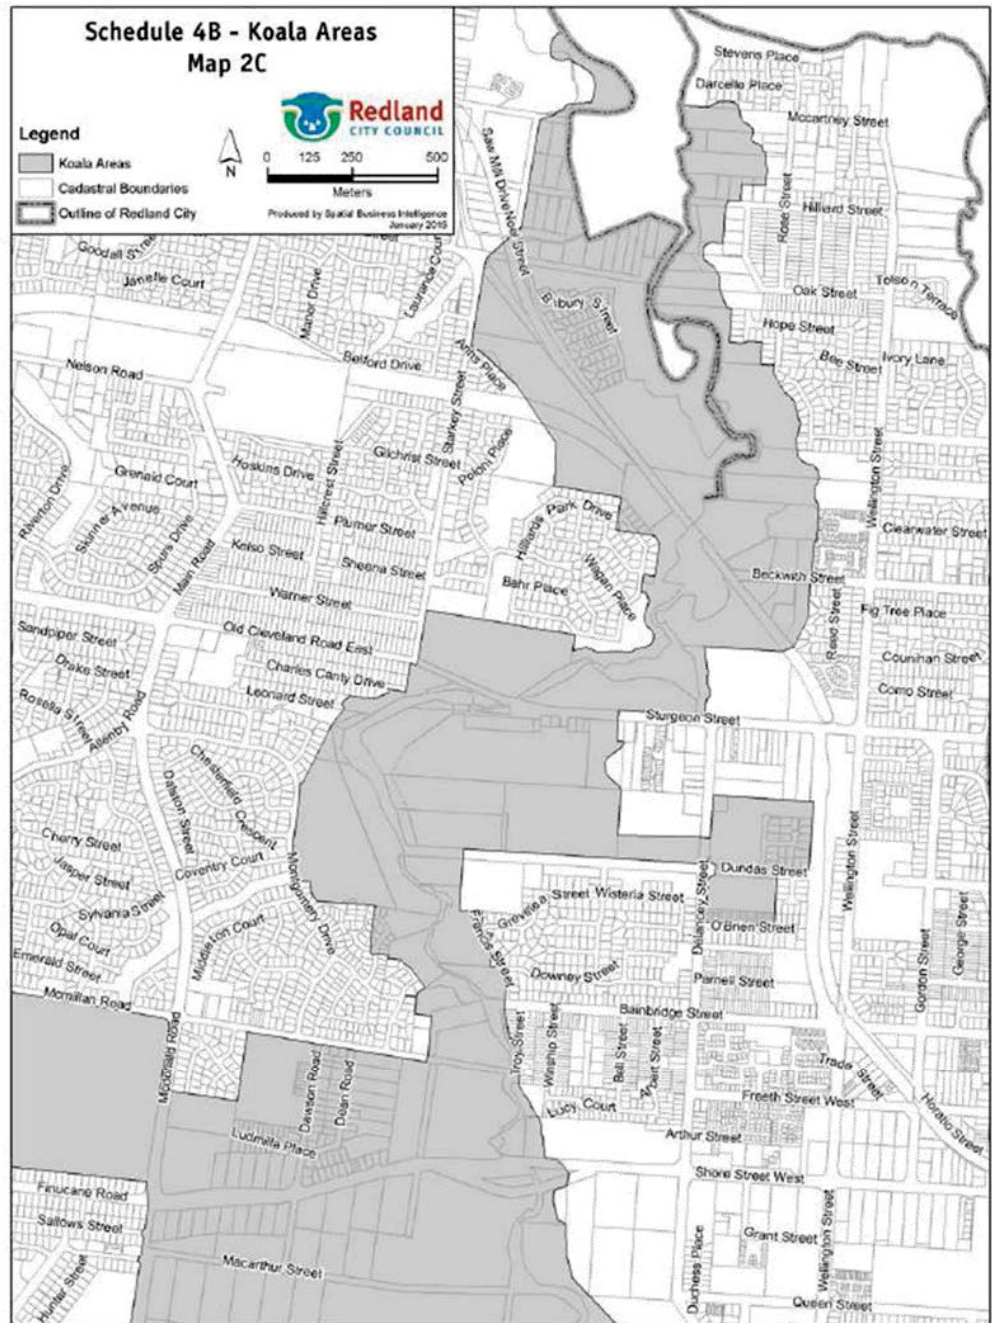 Schedule 4B - Koala Areas
Map 2C
Redland
CITY COUNCIL
Legend
Koala Areas
Cadastral Boundaries
Outline of Redland City
N
0 125 250 500
Meters
Produced by Spatial Business Intelligence
January 2015
Stevens Place
Darcelle Place
Mccartney Street
Saw Mill Drive
Noel Street
Rose Street
Hilliard Street
Goodall Street
Janelle Court
Manor Drive
Laurance Court
Street
Oak Street
Hope Street
Bee Street
Ivory Lane
Nelson Road
Belford Drive
Anns Place
Starkey Street
Gilchrist Street
Poloni Place
Hoskins Drive
Hillcrest Street
Grenaid Court
Riverton Drive
Skinner Avenue
Spurs Drive
Main Road
Plumer Street
Kelso Street
Sheena Street
Warner Street
Hilliards Park Drive
Wagan Place
Bahr Place
Wellington Street
Clearwater Street
Beckwith Street
Fig Tree Place
Reed Street
Counihan Street
Como Street
Sandpiper Street
Drake Street
Rosella Street
Allenby Road
Old Cleveland Road East
Charles Canty Drive
Leonard Street
Sturgeon Street
Chesterfield Crescent
Dalston Street
Cherry Street
Jasper Street
Coventry Court
Sylvania Street
Opal Court
Emerald Street
Middleton Court
Montgomery Drive
Wellington Street
Dundas Street
Delancey Street
Grevillea Street
Wisteria Street
O'Brien Street
Francis Street
Downey Street
Parnell Street
Gordon Street
George Street
Mcmillan Road
Moorfield Road
Bainbridge Street
Troy Street
Winship Street
Bell Street
Trade Street
Freeth Street West
Horatio Street
Dawson Road
Dean Road
Lucy Court
Arthur Street
Ludmilla Place
Shore Street West
Finucane Road
Sallows Street
Hunter Street
Macarthur Street
Grant Street
Duchess Place
Wellington Street
Queen Street